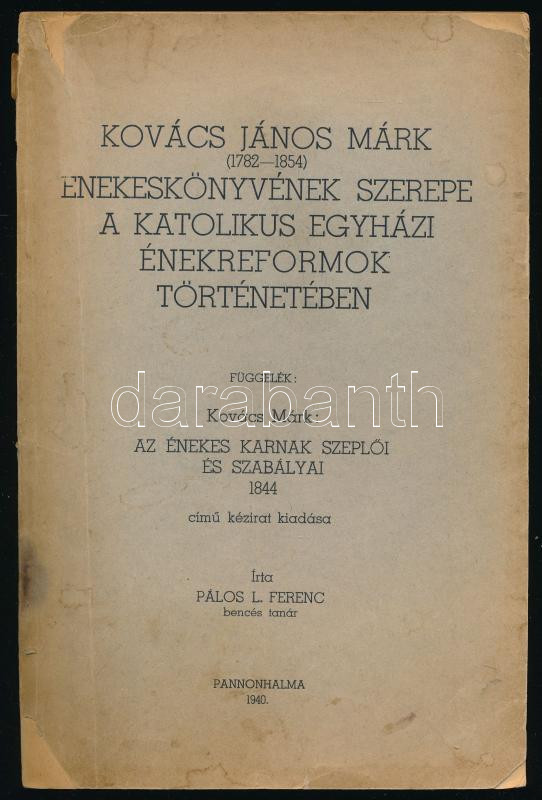 KOVÁCS JÁNOS MÁRK
(1782—1854)
ÉNEKESKÖNYVÉNEK SZEREPE
A KATOLIKUS EGYHÁZI
ÉNEKREFORMOK
TÖRTÉNETÉBEN
FÜGGELÉK:
darabanth
Kovács Márk:
AZ ÉNEKES KARNAK SZEPLŐI
ÉS SZABÁLYAI
1844
című kézirat kiadása
Írta
PÁLOS L. FERENC
bencés tanár
PANNONHALMA
1940.